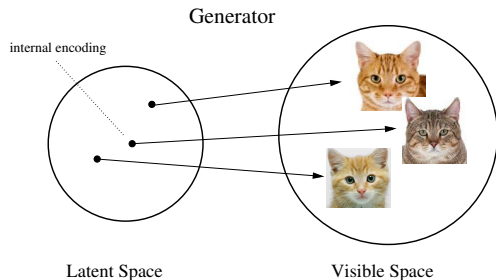 Generator
internal encoding
Latent Space
Visible Space